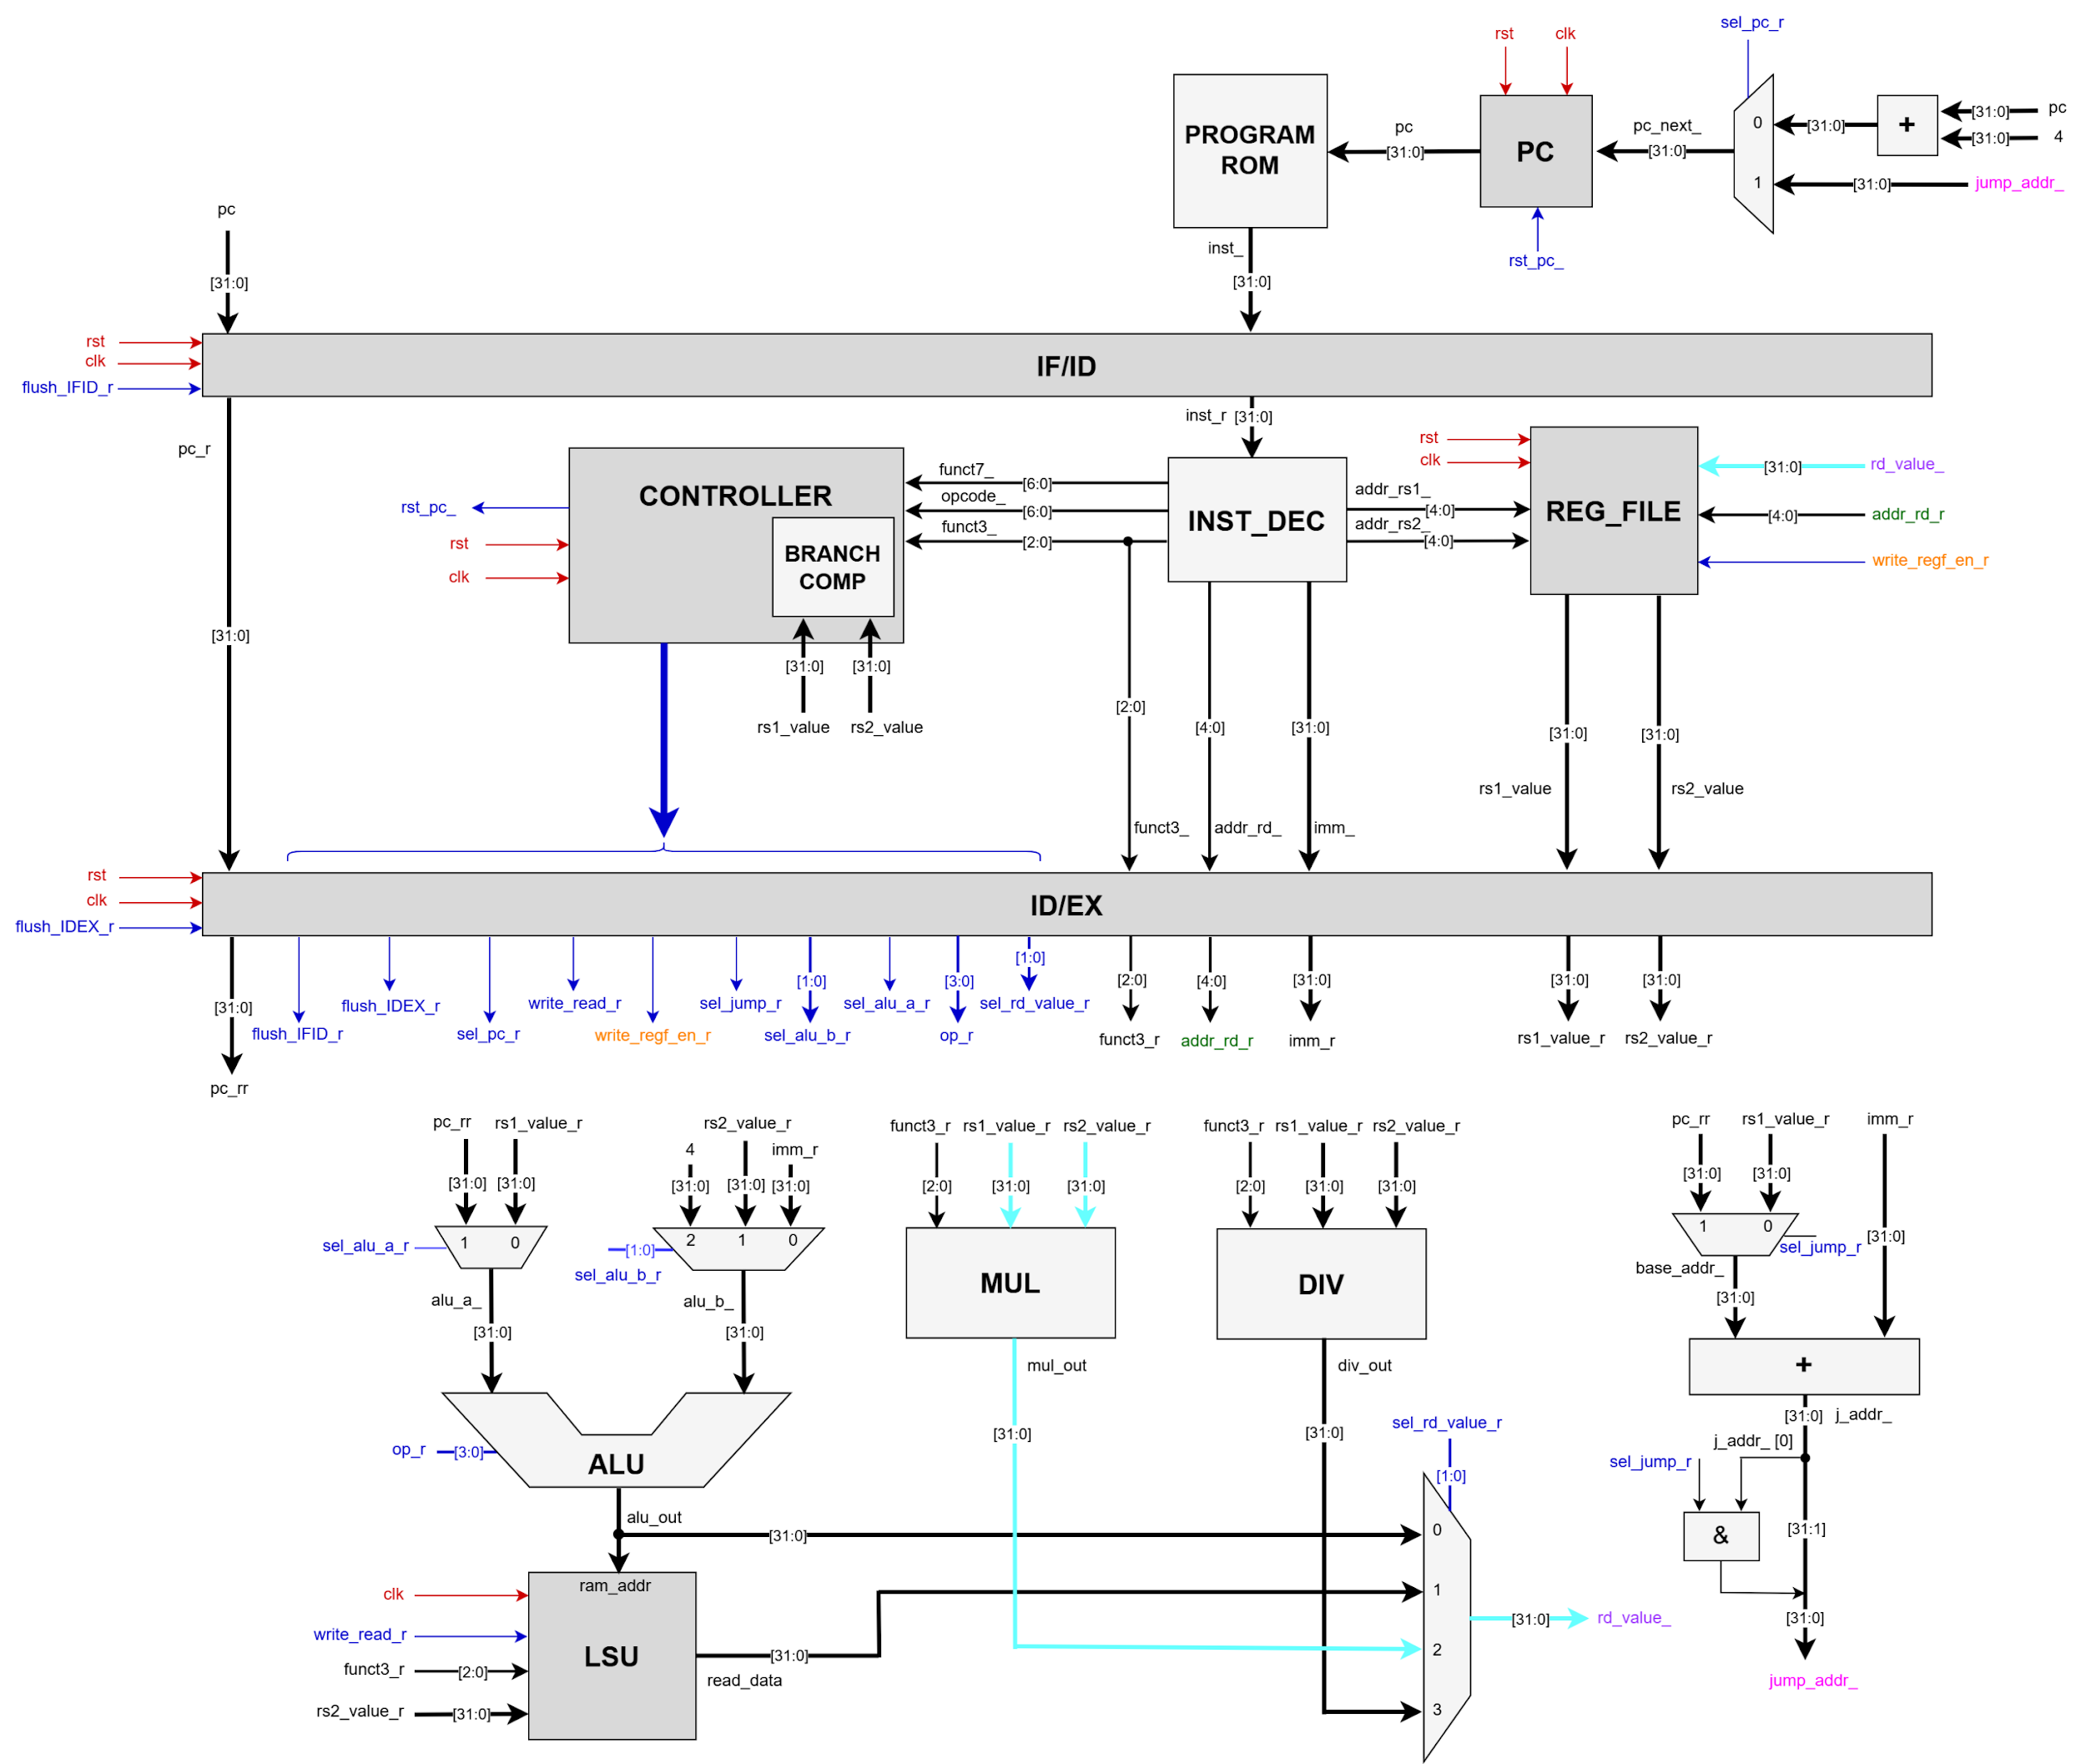 sel_pc_r
rst
clk
PROGRAM
ROM
pc
[31:0]
PC
pc_next_
[31:0]
0
1
[31:0]
+
[31:0]
pc
[31:0]
4
[31:0]
jump_addr_
rst_pc_
inst_
[31:0]
pc
[31:0]
rst
clk
flush_IFID_r
IF/ID
pc_r
[31:0]
inst_r
[31:0]
CONTROLLER
BRANCH
COMP
rst_pc_
rst
clk
funct7_
[6:0]
opcode_
[6:0]
funct3_
[2:0]
INST_DEC
addr_rs1_
[4:0]
addr_rs2_
[4:0]
rst
clk
REG_FILE
[31:0]
rd_value_
[4:0]
addr_rd_r
write_regf_en_r
[31:0]
[31:0]
rs1_value
rs2_value
[2:0]
[4:0]
[31:0]
[31:0]
[31:0]
rs1_value
rs2_value
funct3_
addr_rd_
imm_
rst
clk
flush_IDEX_r
ID/EX
[31:0]
pc_rr
flush_IFID_r
flush_IDEX_r
sel_pc_r
write_read_r
write_regf_en_r
sel_jump_r
[1:0]
sel_alu_b_r
sel_alu_a_r
[3:0]
op_r
[1:0]
sel_rd_value_r
[2:0]
funct3_r
[4:0]
addr_rd_r
[31:0]
imm_r
[31:0]
rs1_value_r
[31:0]
rs2_value_r
pc_rr
rs1_value_r
[31:0]
[31:0]
sel_alu_a_r
1
0
alu_a_
[31:0]
4
rs2_value_r
imm_r
[31:0]
[31:0]
[31:0]
2
1
0
[1:0]
sel_alu_b_r
alu_b_
[31:0]
op_r
[3:0]
ALU
alu_out
[31:0]
funct3_r
rs1_value_r
rs2_value_r
[2:0]
[31:0]
[31:0]
MUL
mul_out
[31:0]
funct3_r
rs1_value_r
rs2_value_r
[2:0]
[31:0]
[31:0]
DIV
div_out
[31:0]
pc_rr
rs1_value_r
imm_r
[31:0]
[31:0]
[31:0]
1
0
sel_jump_r
base_addr_
[31:0]
+
[31:0]
j_addr_
j_addr_ [0]
sel_jump_r
&
[31:1]
[31:0]
jump_addr_
sel_rd_value_r
[1:0]
0
1
2
3
[31:0]
rd_value_
clk
write_read_r
funct3_r
[2:0]
rs2_value_r
[31:0]
ram_addr
LSU
[31:0]
read_data